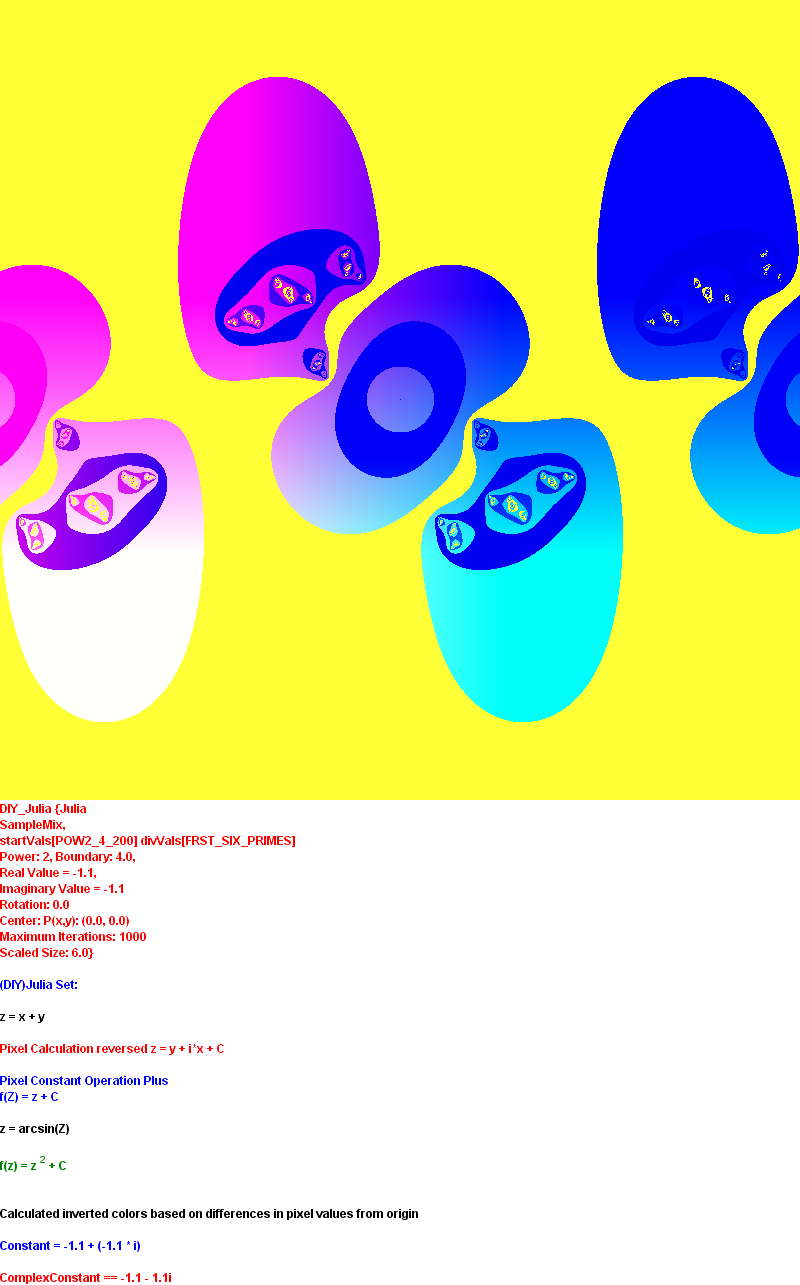 DIY_Julia {Julia
SampleMix,
startVals[POW2_4_200] divVals[FRST_SIX_PRIMES]
Power: 2, Boundary: 4.0,
Real Value = -1.1,
Imaginary Value = -1.1
Rotation: 0.0
Center: P(x,y): (0.0, 0.0)
Maximum Iterations: 1000
Scaled Size: 6.0}
(DIY)Julia Set:
z = x + y
Pixel Calculation reversed z = y + i*x + C
Pixel Constant Operation Plus
f(Z) = z + C
z = arcsin(Z)
f(z) = z ² + C
Calculated inverted colors based on differences in pixel values from origin
Constant = -1.1 + (-1.1 * i)
ComplexConstant == -1.1 - 1.1i